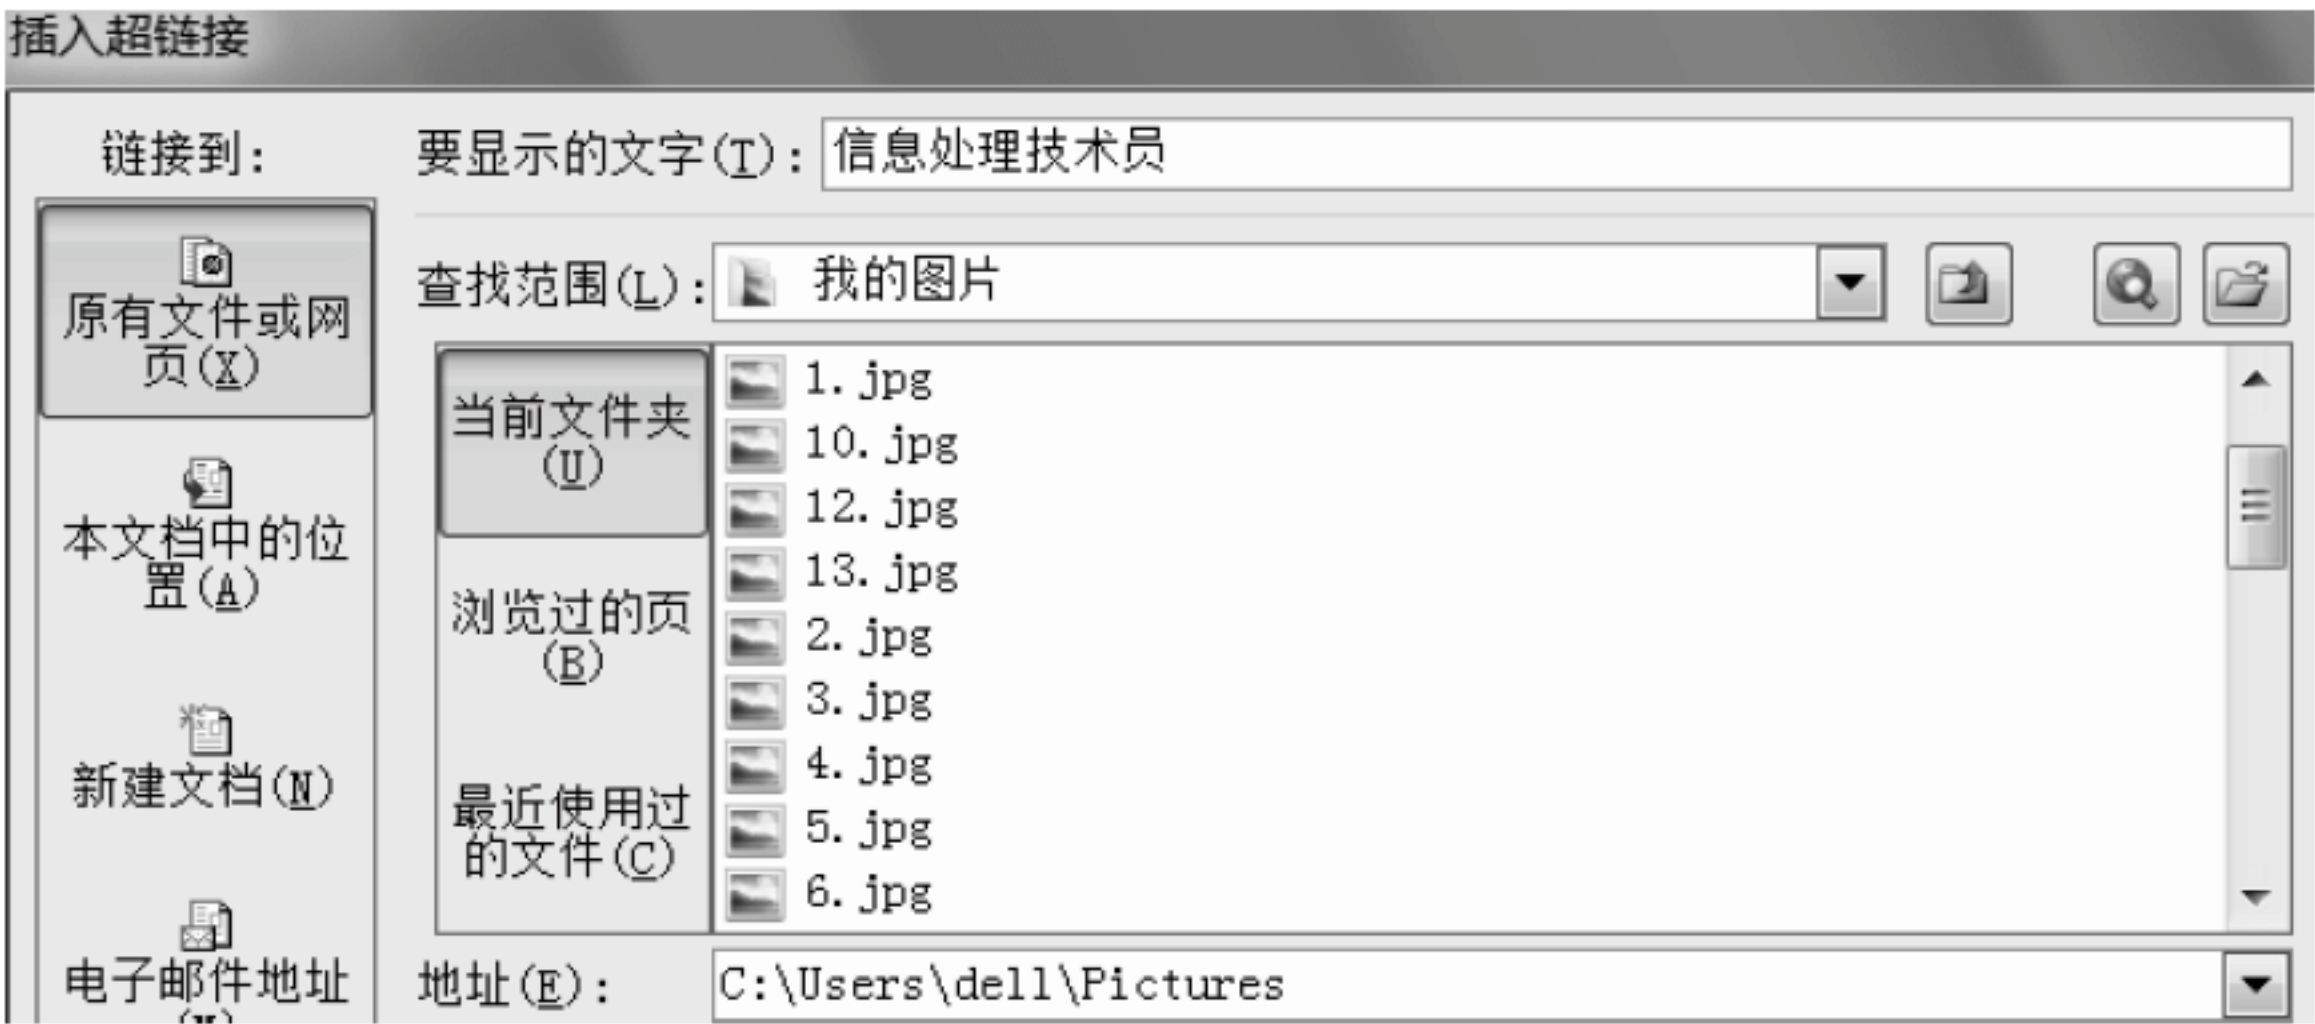 插入超链接
链接到:
要显示的文字(T): 信息处理技术员
原有文件或网
页(X)
本文档中的位
置(A)
新建文档(N)
电子邮件地址
查找范围(L): 我的图片
当前文件夹
(U)
浏览过的页
(B)
最近使用过
的文件(C)
1.jpg
10.jpg
12.jpg
13.jpg
2.jpg
3.jpg
4.jpg
5.jpg
6.jpg
地址(E): C:\Users\dell\Pictures